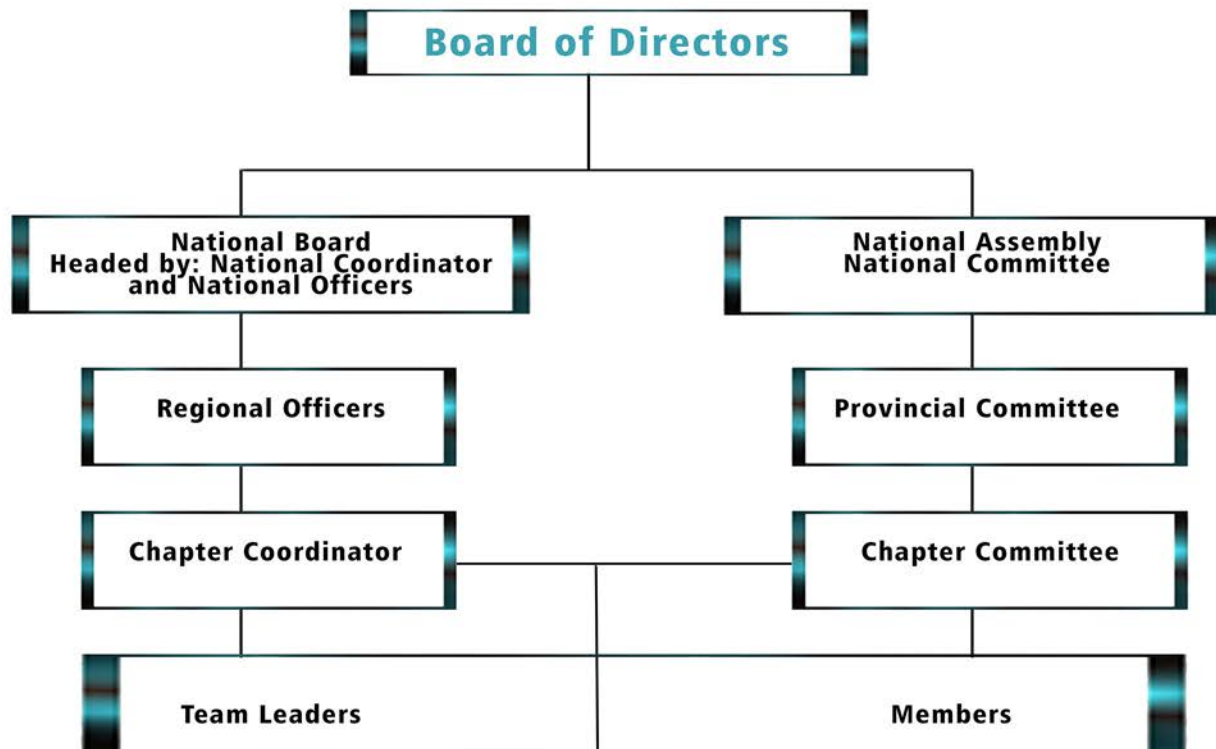 Board of Directors
National Board
Headed by: National Coordinator
and National Officers
National Assembly
National Committee
Regional Officers
Provincial Committee
Chapter Coordinator
Chapter Committee
Team Leaders
Members